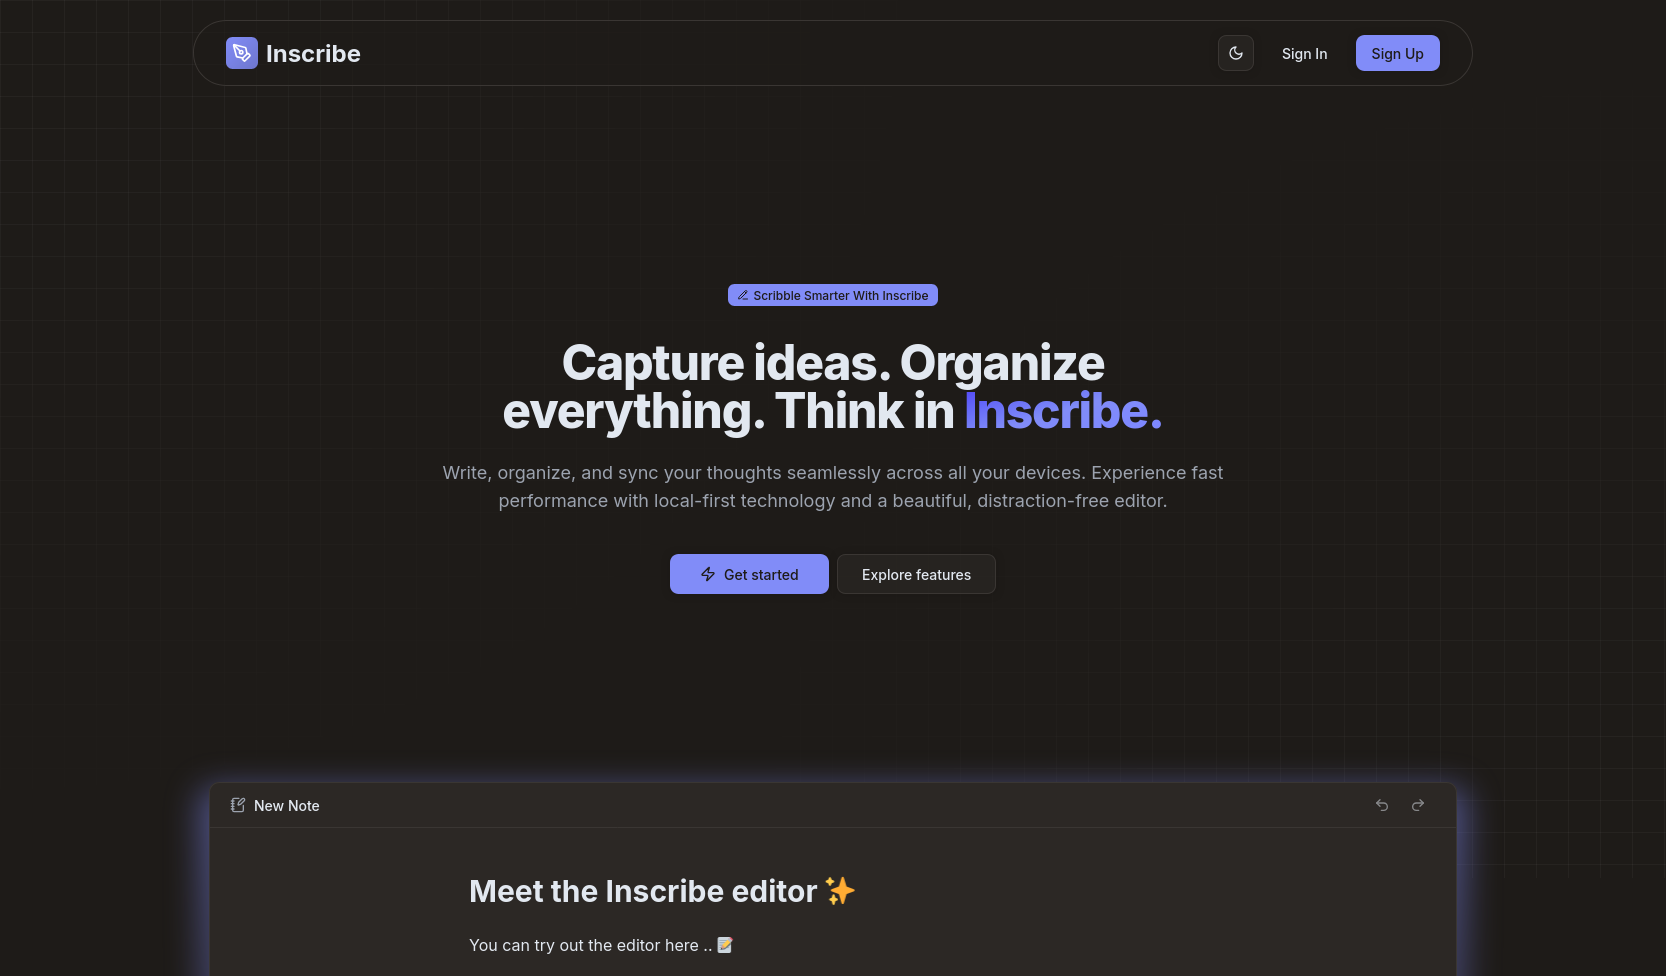 Inscribe
Sign In
Sign Up
Scribble Smarter With Inscribe
Capture ideas. Organize
everything. Think in Inscribe.
Write, organize, and sync your thoughts seamlessly across all your devices. Experience fast
performance with local-first technology and a beautiful, distraction-free editor.
Get started
Explore features
New Note
Meet the Inscribe editor ✨
You can try out the editor here .. 📝